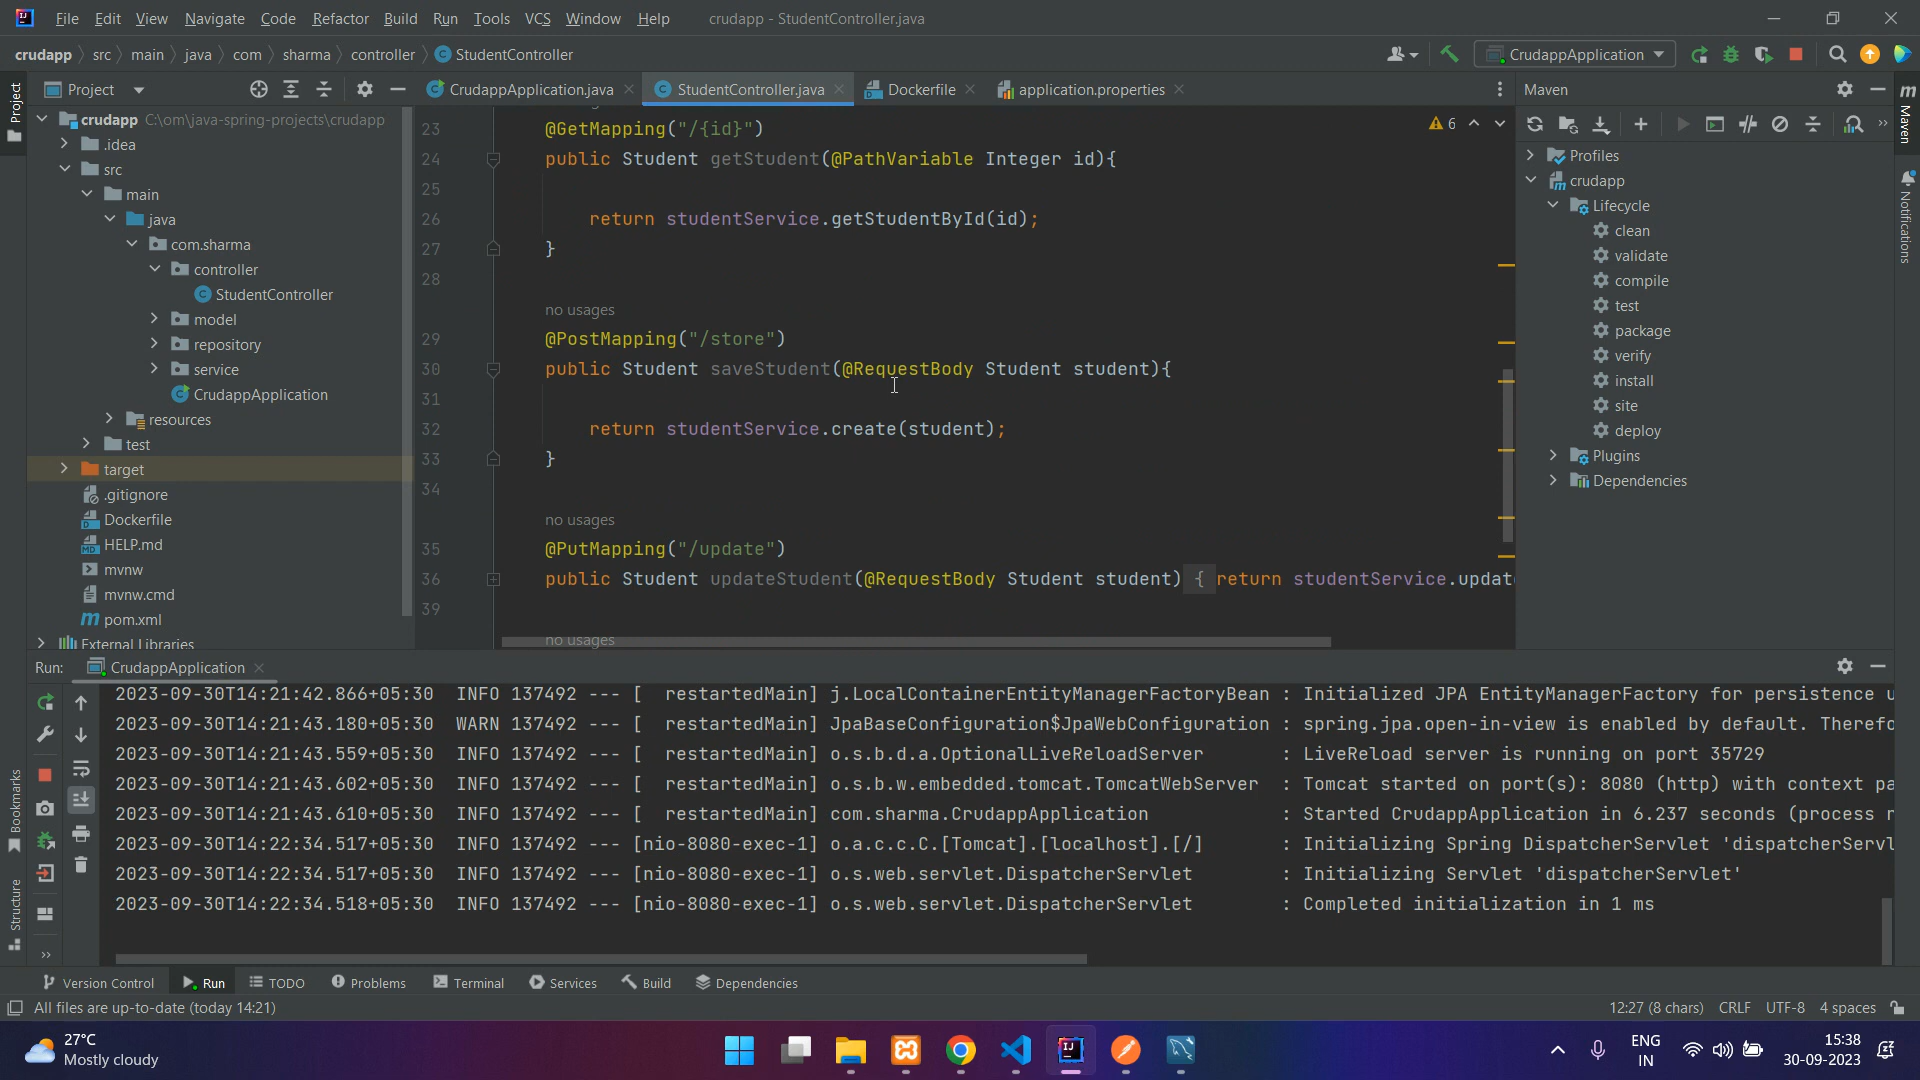 File Edit View Navigate Code Refactor Build Run Tools VCS Window Help crudapp - StudentController.java
crudapp src main java com sharma controller StudentController
CrudappApplication
Project
CrudappApplication.java StudentController.java Dockerfile application.properties
Maven
crudapp C:\om\java-spring-projects\crudapp
.idea
src
main
java
com.sharma
controller
StudentController
model
repository
service
CrudappApplication
resources
test
target
.gitignore
Dockerfile
HELP.md
mvnw
mvnw.cmd
pom.xml
External Libraries
6
23 @GetMapping("/{id}")
24 public Student getStudent(@PathVariable Integer id){
25
26 return studentService.getStudentById(id);
27 }
28
no usages
29 @PostMapping("/store")
30 public Student saveStudent(@RequestBody Student student){
31
32 return studentService.create(student);
33 }
34
no usages
35 @PutMapping("/update")
36 public Student updateStudent(@RequestBody Student student) { return studentService.updat
39
no usages
Profiles
crudapp
Lifecycle
clean
validate
compile
test
package
verify
install
site
deploy
Plugins
Dependencies
Project
Bookmarks
Structure
Maven
Notifications
Run: CrudappApplication
2023-09-30T14:21:42.866+05:30 INFO 137492 --- [ restartedMain] j.LocalContainerEntityManagerFactoryBean : Initialized JPA EntityManagerFactory for persistence u
2023-09-30T14:21:43.180+05:30 WARN 137492 --- [ restartedMain] JpaBaseConfiguration$JpaWebConfiguration : spring.jpa.open-in-view is enabled by default. Therefo
2023-09-30T14:21:43.559+05:30 INFO 137492 --- [ restartedMain] o.s.b.d.a.OptionalLiveReloadServer : LiveReload server is running on port 35729
2023-09-30T14:21:43.602+05:30 INFO 137492 --- [ restartedMain] o.s.b.w.embedded.tomcat.TomcatWebServer : Tomcat started on port(s): 8080 (http) with context pa
2023-09-30T14:21:43.610+05:30 INFO 137492 --- [ restartedMain] com.sharma.CrudappApplication : Started CrudappApplication in 6.237 seconds (process r
2023-09-30T14:22:34.517+05:30 INFO 137492 --- [nio-8080-exec-1] o.a.c.c.C.[Tomcat].[localhost].[/] : Initializing Spring DispatcherServlet 'dispatcherServl
2023-09-30T14:22:34.517+05:30 INFO 137492 --- [nio-8080-exec-1] o.s.web.servlet.DispatcherServlet : Initializing Servlet 'dispatcherServlet'
2023-09-30T14:22:34.518+05:30 INFO 137492 --- [nio-8080-exec-1] o.s.web.servlet.DispatcherServlet : Completed initialization in 1 ms
Version Control Run TODO Problems Terminal Services Build Dependencies
All files are up-to-date (today 14:21) 12:27 (8 chars) CRLF UTF-8 4 spaces
27°C
Mostly cloudy
ENG
IN
15:38
30-09-2023